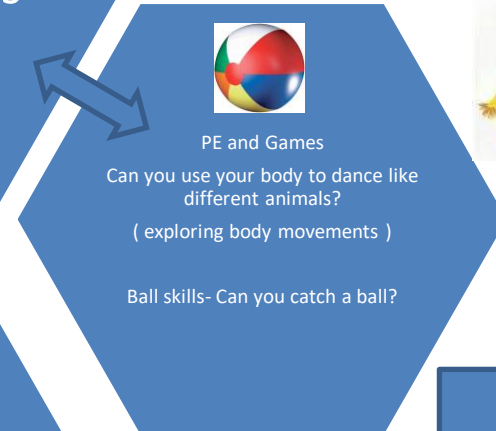 PE and Games
Can you use your body to dance like
different animals?
( exploring body movements )
Ball skills- Can you catch a ball?